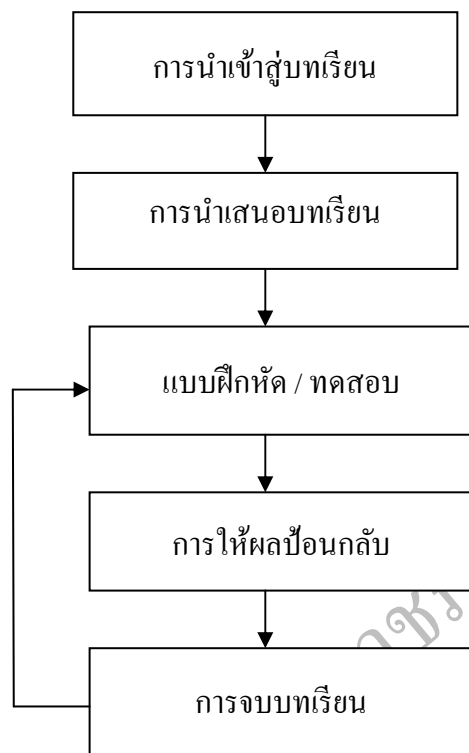 การนำเข้าสู่บทเรียน
การนำเสนอบทเรียน
แบบฝึกหัด / ทดสอบ
การให้ผลป้อนกลับ
การจบบทเรียน